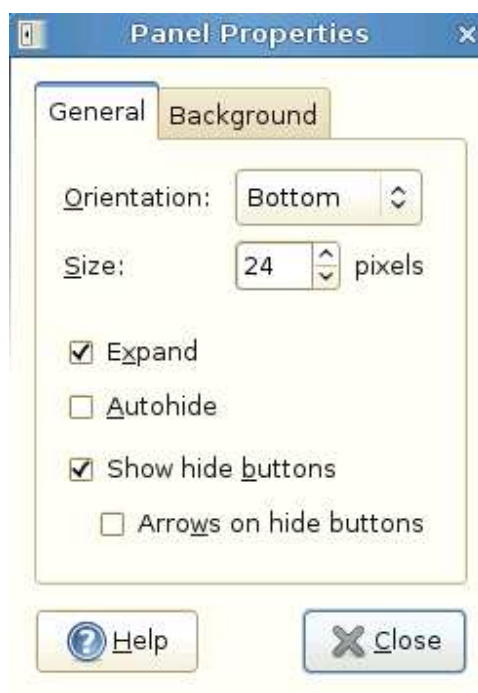 Panel Properties
General Background
Orientation: Bottom
Size: 24 pixels
Expand
Autohide
Show hide buttons
Arrows on hide buttons
Help Close